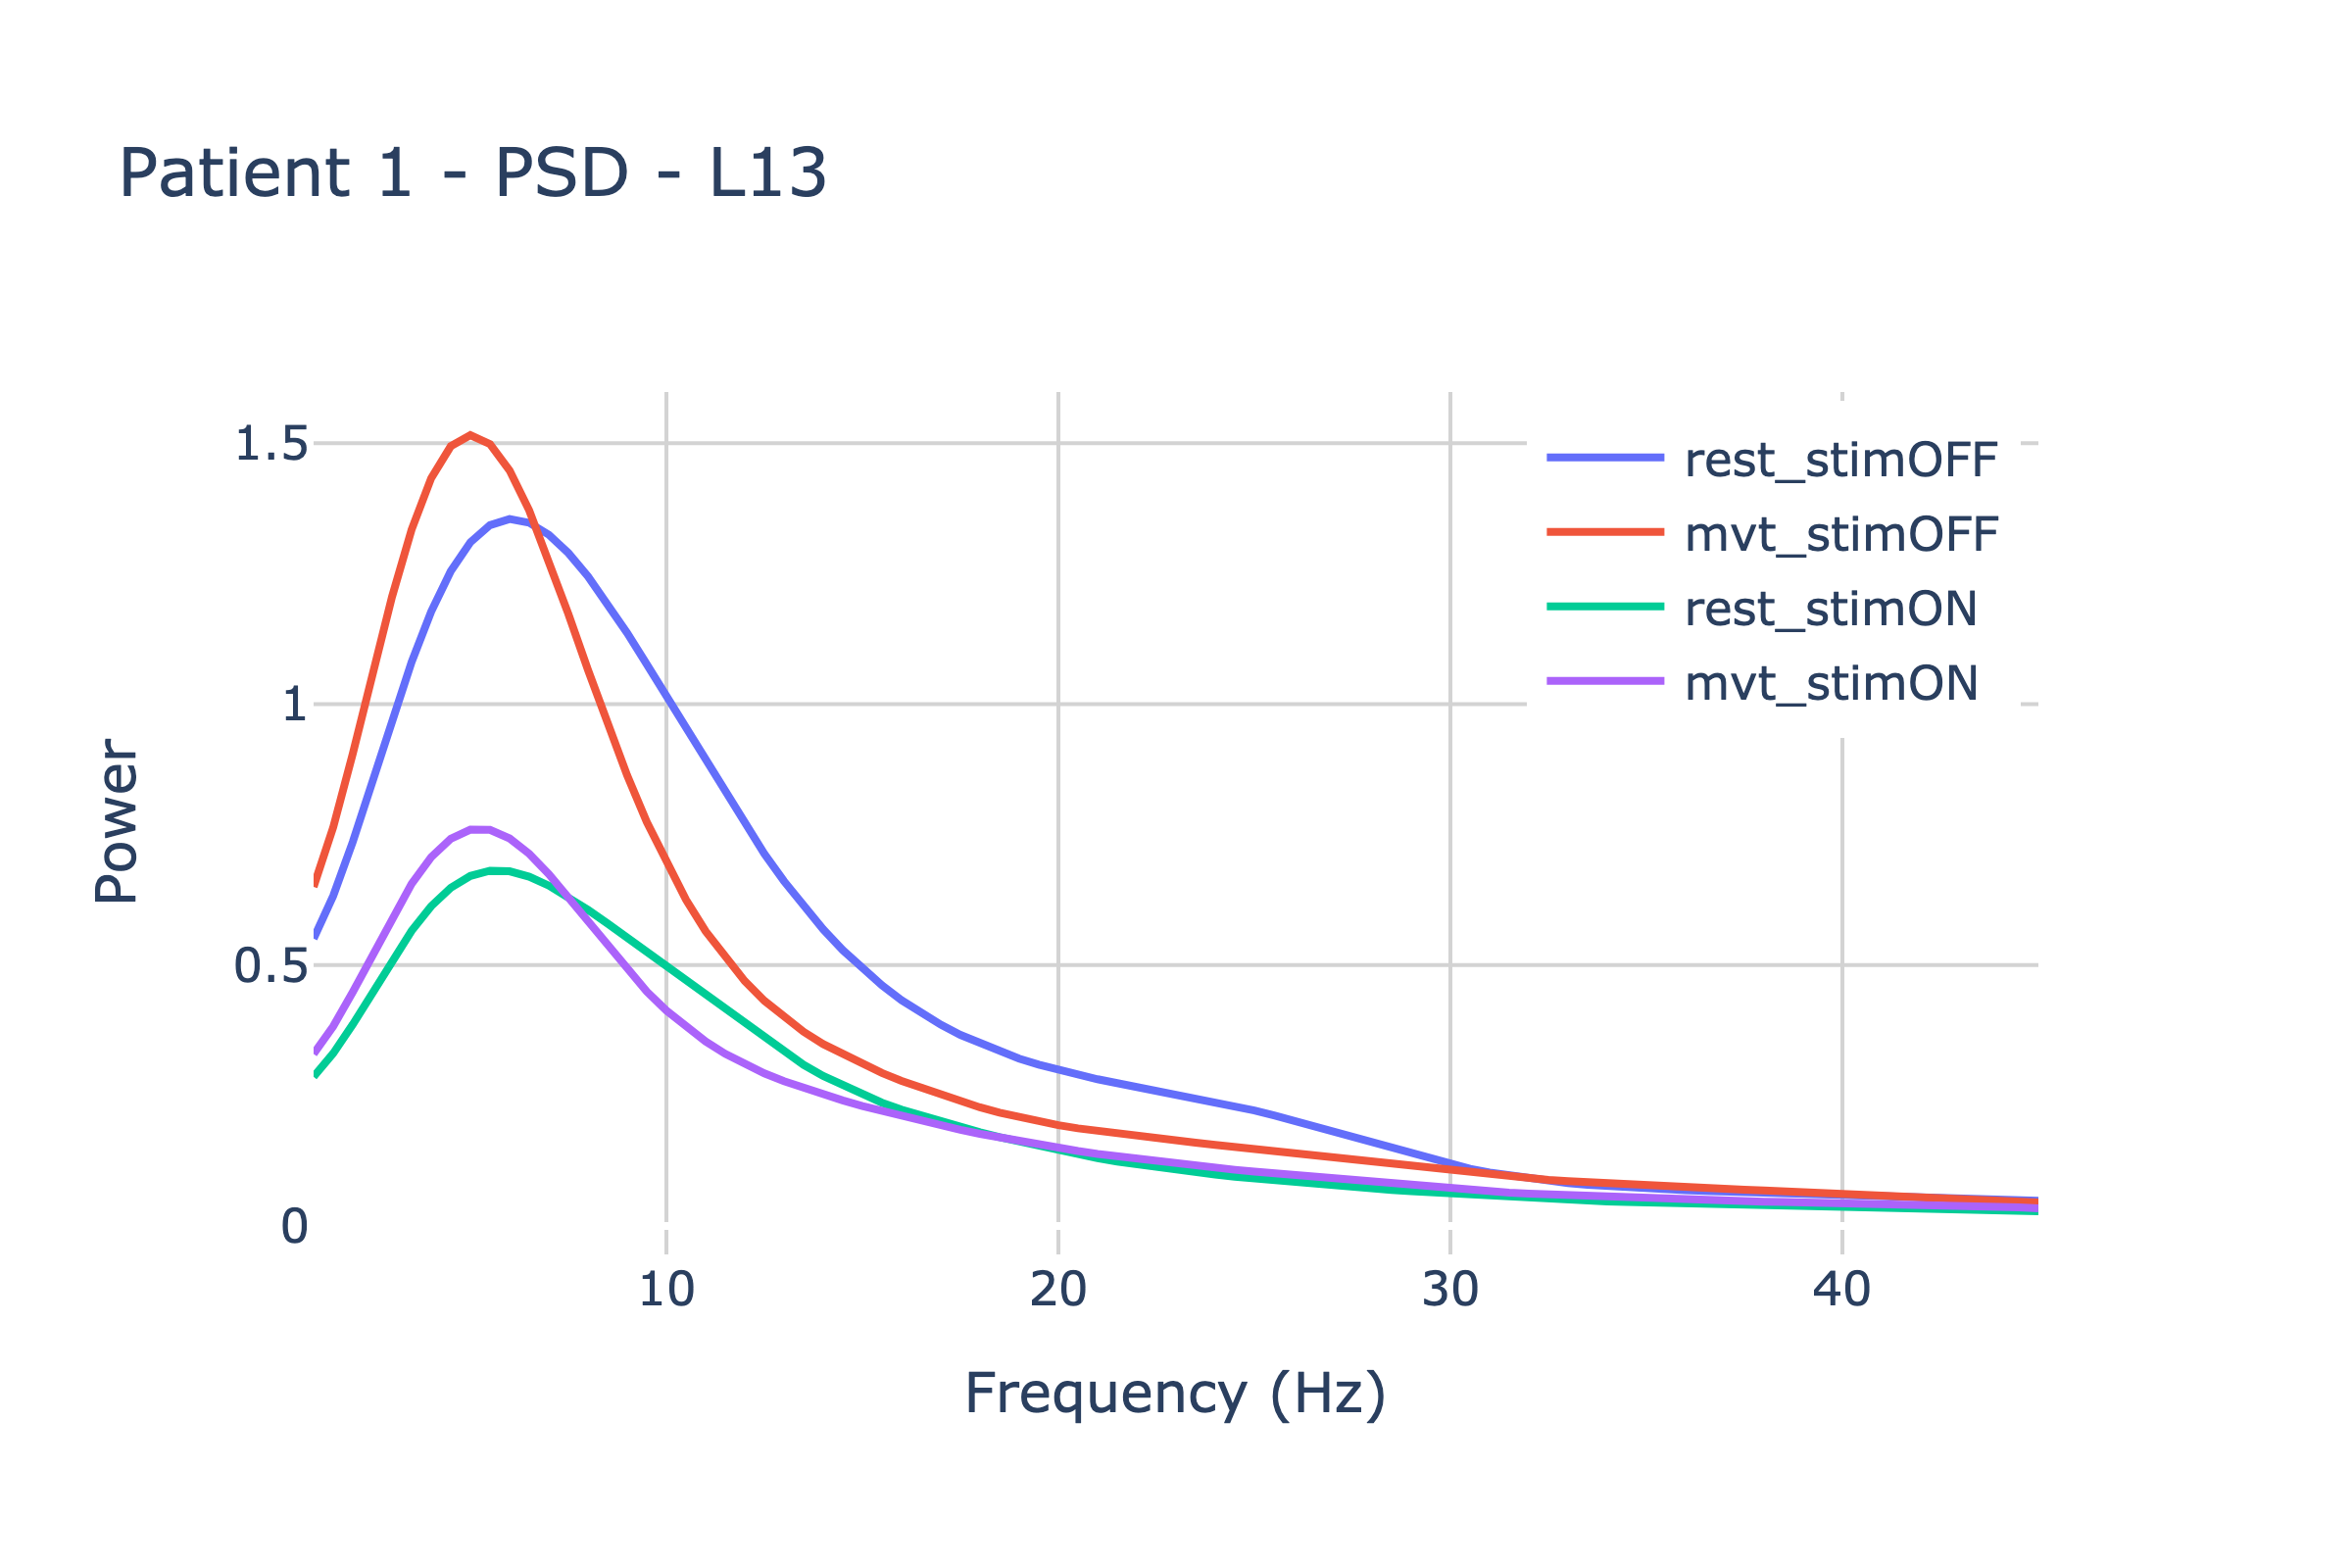 Patient 1 - PSD - L13
1.5
1
0.5
0
Power
rest_stimOFF
mvt_stimOFF
rest_stimON
mvt_stimON
10 20 30 40
Frequency (Hz)